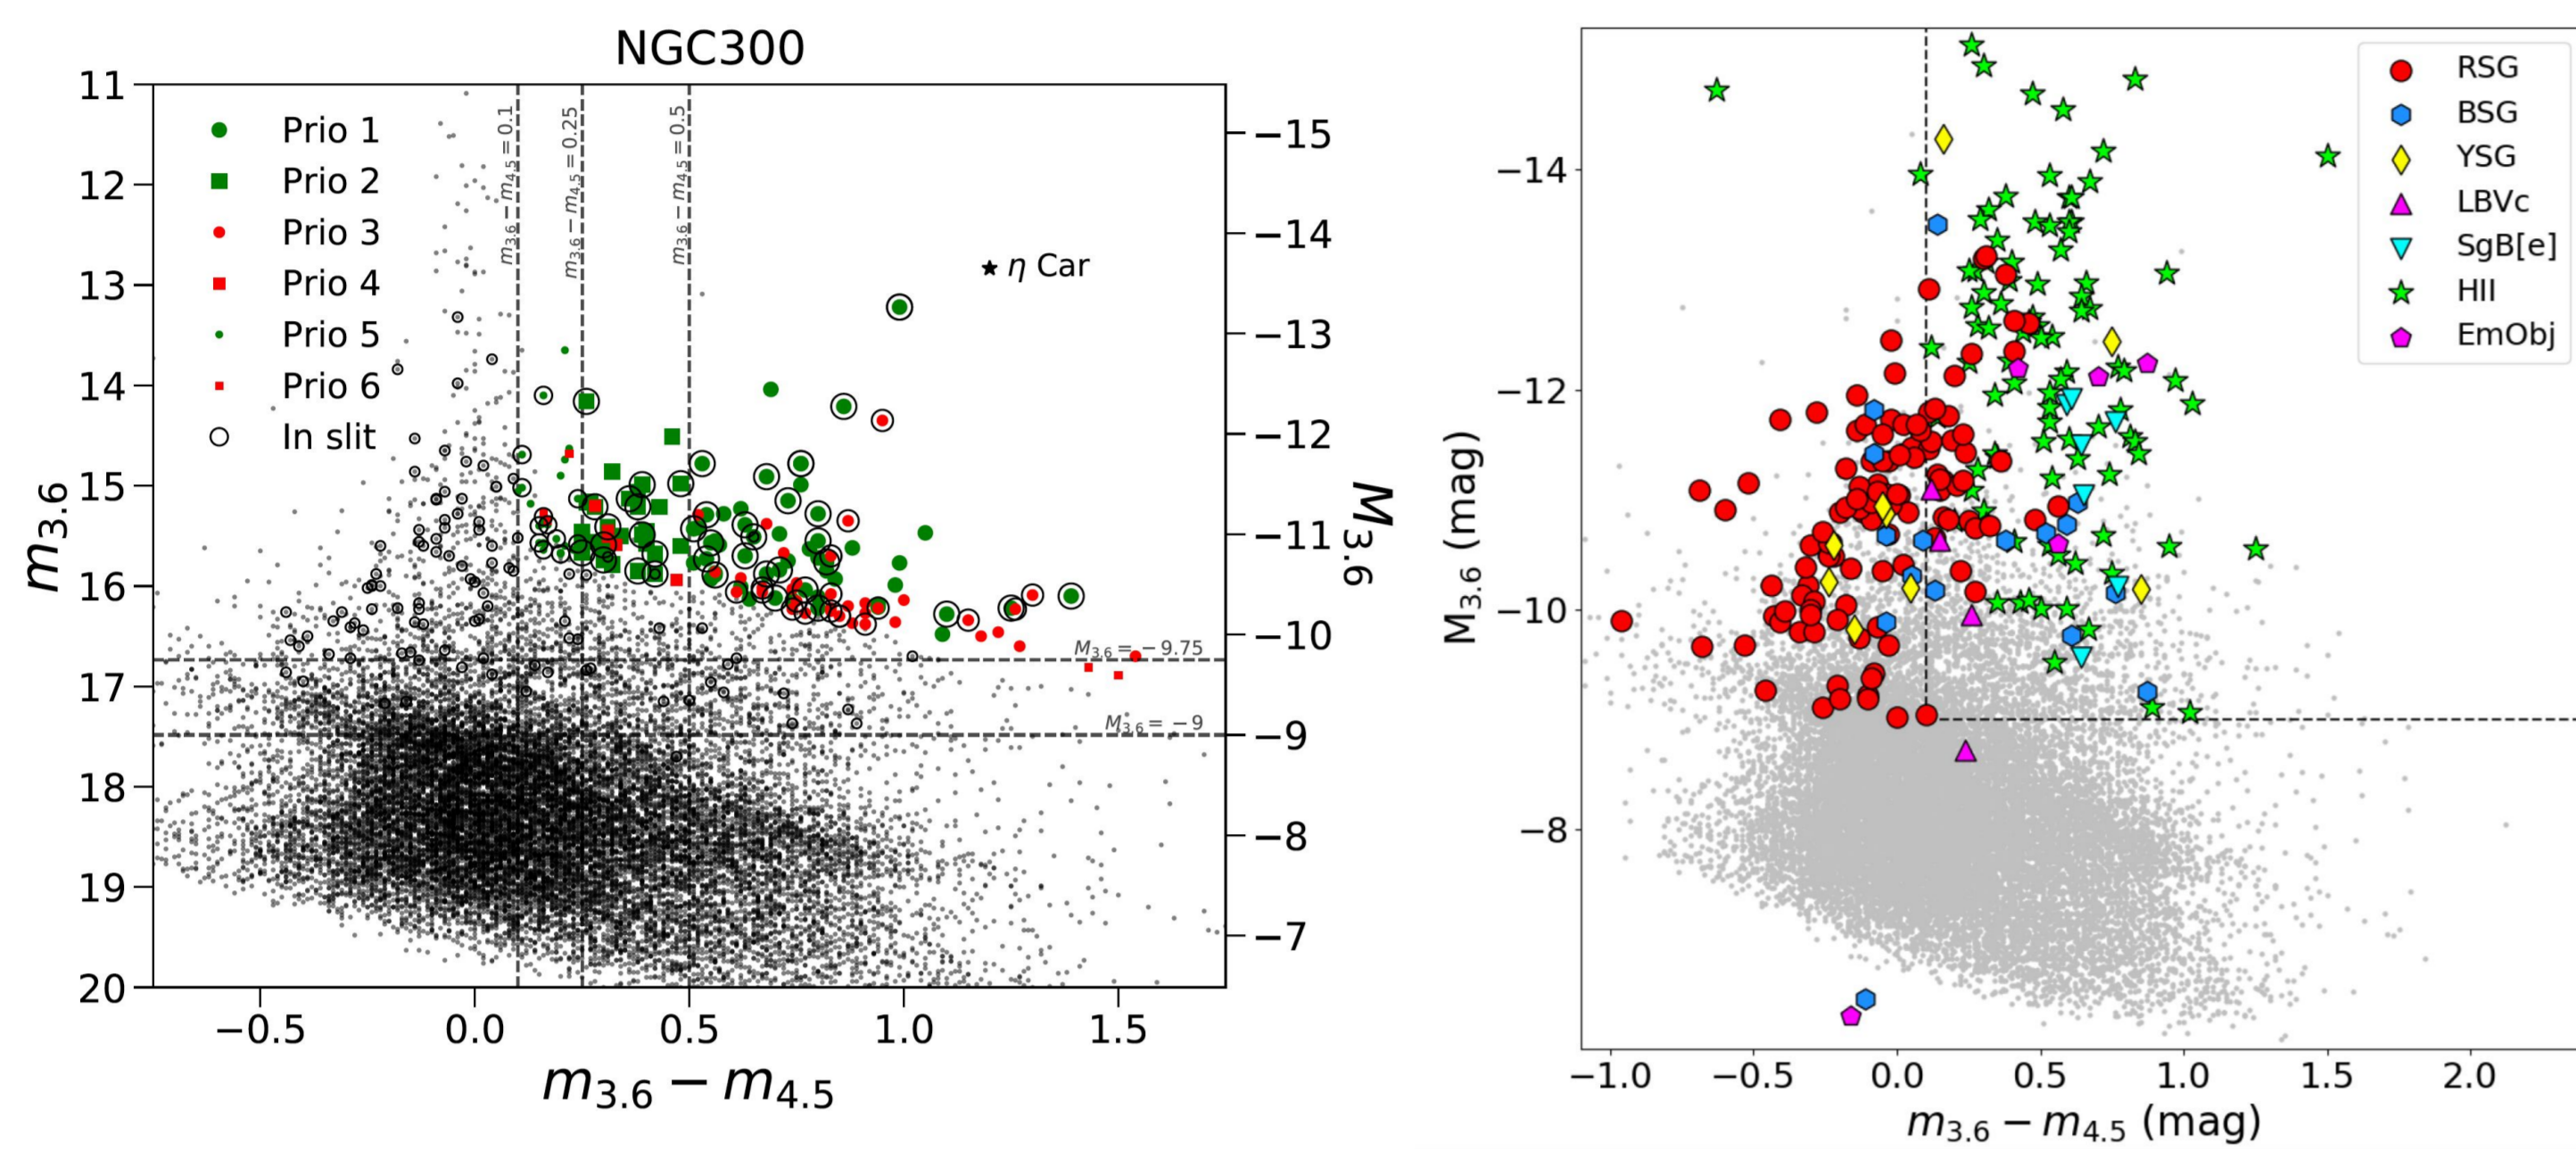 NGC300
11
12
13
14
15
16
17
18
19
20
m3.6
Prio 1
Prio 2
Prio 3
Prio 4
Prio 5
Prio 6
In slit
m3.6 − m4.5 = 0.1
m3.6 − m4.5 = 0.25
m3.6 − m4.5 = 0.5
η Car
M3.6 = −9.75
M3.6 = −9
−15
−14
−13
−12
−11
−10
−9
−8
−7
M3.6
−0.5 0.0 0.5 1.0 1.5
m3.6 − m4.5
−14
−12
−10
−8
M3.6 (mag)
RSG
BSG
YSG
LBVc
SgB[e]
HII
EmObj
−1.0 −0.5 0.0 0.5 1.0 1.5 2.0
m3.6 − m4.5 (mag)